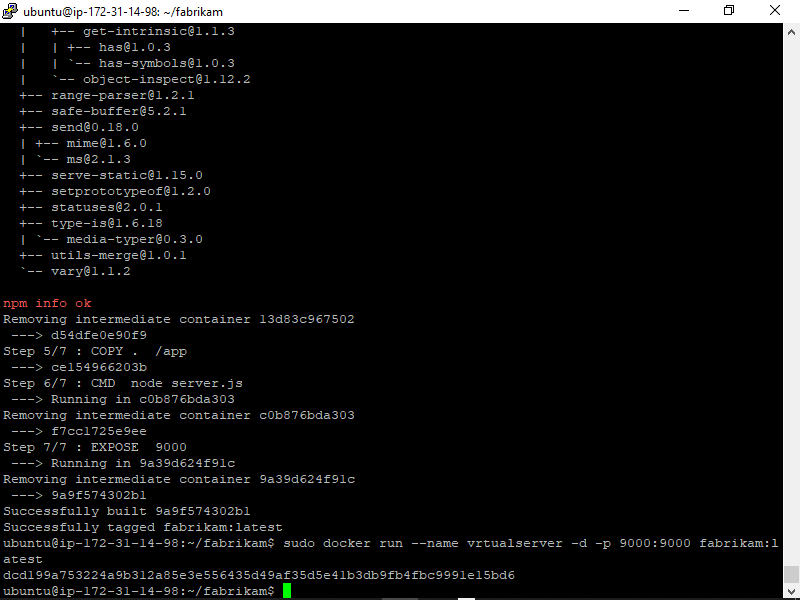 ubuntu@ip-172-31-14-98: ~/fabrikam
|   +-- get-intrinsic@1.1.3
|   | +-- has@1.0.3
|   | `-- has-symbols@1.0.3
|   `-- object-inspect@1.12.2
+-- range-parser@1.2.1
+-- safe-buffer@5.2.1
+-- send@0.18.0
| +-- mime@1.6.0
| `-- ms@2.1.3
+-- serve-static@1.15.0
+-- setprototypeof@1.2.0
+-- statuses@2.0.1
+-- type-is@1.6.18
| `-- media-typer@0.3.0
+-- utils-merge@1.0.1
`-- vary@1.1.2
npm info ok
Removing intermediate container 13d83c967502
 ---> d54dfe0e90f9
Step 5/7 : COPY .  /app
 ---> ce154966203b
Step 6/7 : CMD  node server.js
 ---> Running in c0b876bda303
Removing intermediate container c0b876bda303
 ---> f7cc1725e9ee
Step 7/7 : EXPOSE  9000
 ---> Running in 9a39d624f91c
Removing intermediate container 9a39d624f91c
 ---> 9a9f574302b1
Successfully built 9a9f574302b1
Successfully tagged fabrikam:latest
ubuntu@ip-172-31-14-98:~/fabrikam$ sudo docker run --name vrtualserver -d -p 9000:9000 fabrikam:l
atest
dcd199a753224a9b312a85e3e556435d49af35d5e41b3db9fb4fbc9991e15bd6
ubuntu@ip-172-31-14-98:~/fabrikam$